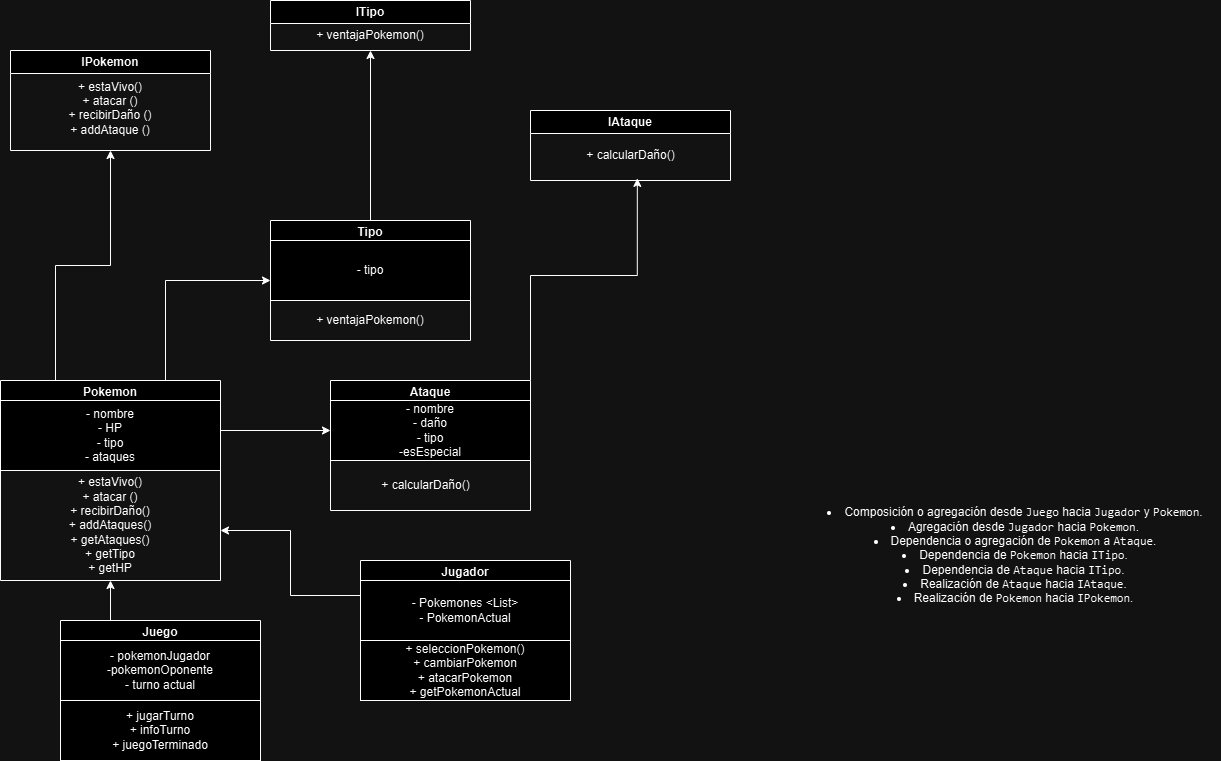 ITipo
+ ventajaPokemon()
IPokemon
+ estaVivo()
+ atacar ()
+ recibirDaño ()
+ addAtaque ()
IAtaque
+ calcularDaño()
Tipo
- tipo
+ ventajaPokemon()
Pokemon
- nombre
- HP
- tipo
- ataques
+ estaVivo()
+ atacar ()
+ recibirDaño()
+ addAtaques()
+ getAtaques()
+ getTipo
+ getHP
Ataque
- nombre
- daño
- tipo
-esEspecial
+ calcularDaño()
Jugador
- Pokemones <List>
- PokemonActual
+ seleccionPokemon()
+ cambiarPokemon
+ atacarPokemon
+ getPokemonActual
Juego
- pokemonJugador
-pokemonOponente
- turno actual
+ jugarTurno
+ infoTurno
+ juegoTerminado
• Composición o agregación desde Juego hacia Jugador y Pokemon.
• Agregación desde Jugador hacia Pokemon.
• Dependencia o agregación de Pokemon a Ataque.
• Dependencia de Pokemon hacia ITipo.
• Dependencia de Ataque hacia ITipo.
• Realización de Ataque hacia IAtaque.
• Realización de Pokemon hacia IPokemon.